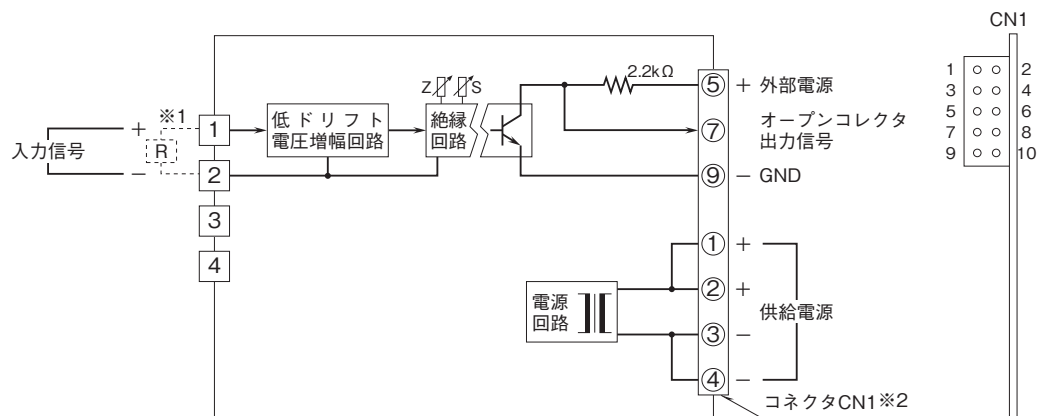 CN1
1 2
3 4
5 6
7 8
9 10
入力信号
+
−
※1
R
1
2
3
4
低ドリフト
電圧増幅回路
Z S
絶縁
回路
2.2kΩ
⑤ + 外部電源
⑦ オープンコレクタ
出力信号
⑨ − GND
① +
② +
③ −
④ −
供給電源
電源
回路
コネクタCN1※2